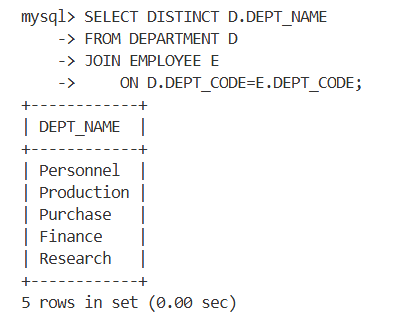 mysql> SELECT DISTINCT D.DEPT_NAME
    -> FROM DEPARTMENT D
    -> JOIN EMPLOYEE E
    ->     ON D.DEPT_CODE=E.DEPT_CODE;
+------------+
| DEPT_NAME  |
+------------+
| Personnel  |
| Production |
| Purchase   |
| Finance    |
| Research   |
+------------+
5 rows in set (0.00 sec)